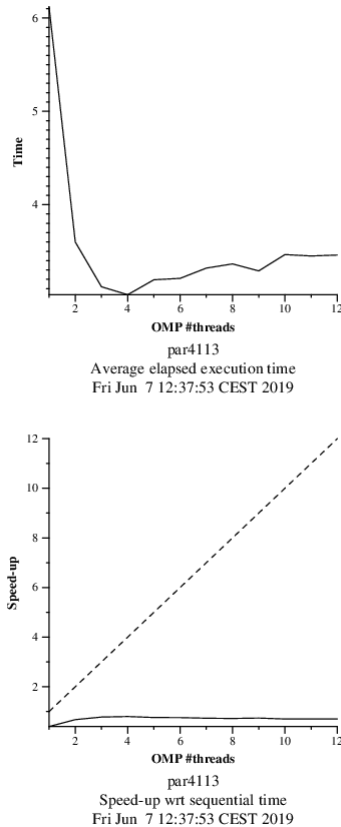 6
5
4
Time
2 4 6 8 10 12
OMP #threads
par4113
Average elapsed execution time
Fri Jun  7 12:37:53 CEST 2019
12
10
8
6
4
2
Speed-up
2 4 6 8 10 12
OMP #threads
par4113
Speed-up wrt sequential time
Fri Jun  7 12:37:53 CEST 2019